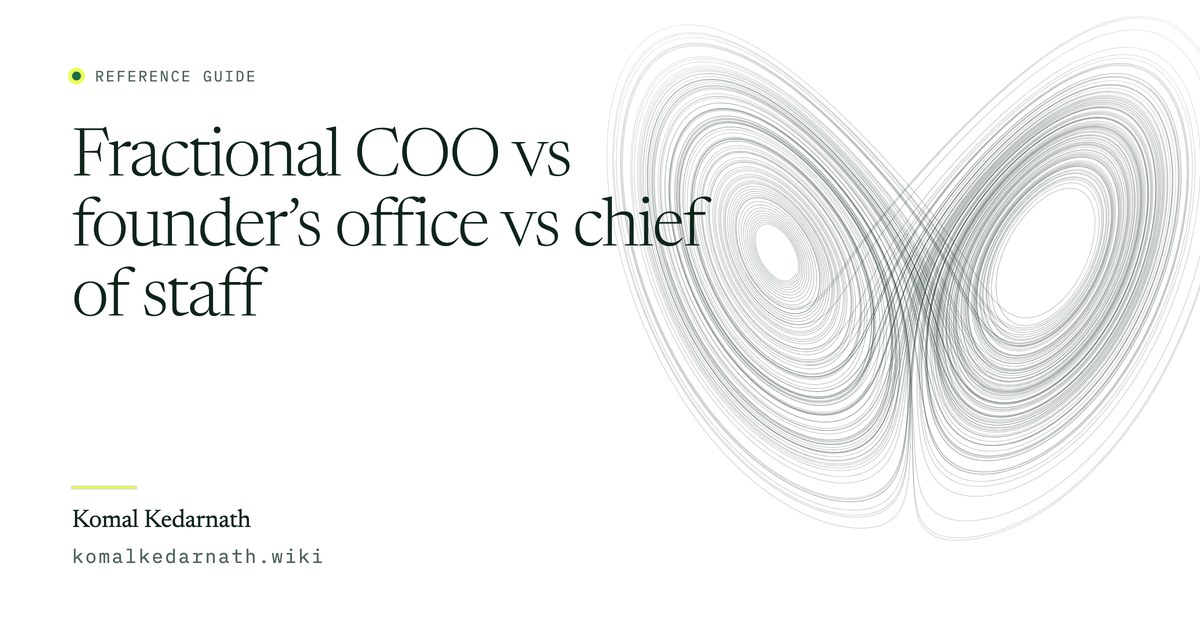 REFERENCE GUIDE
Fractional COO vs
founder’s office vs chief
of staff
Komal Kedarnath
komalkedarnath.wiki